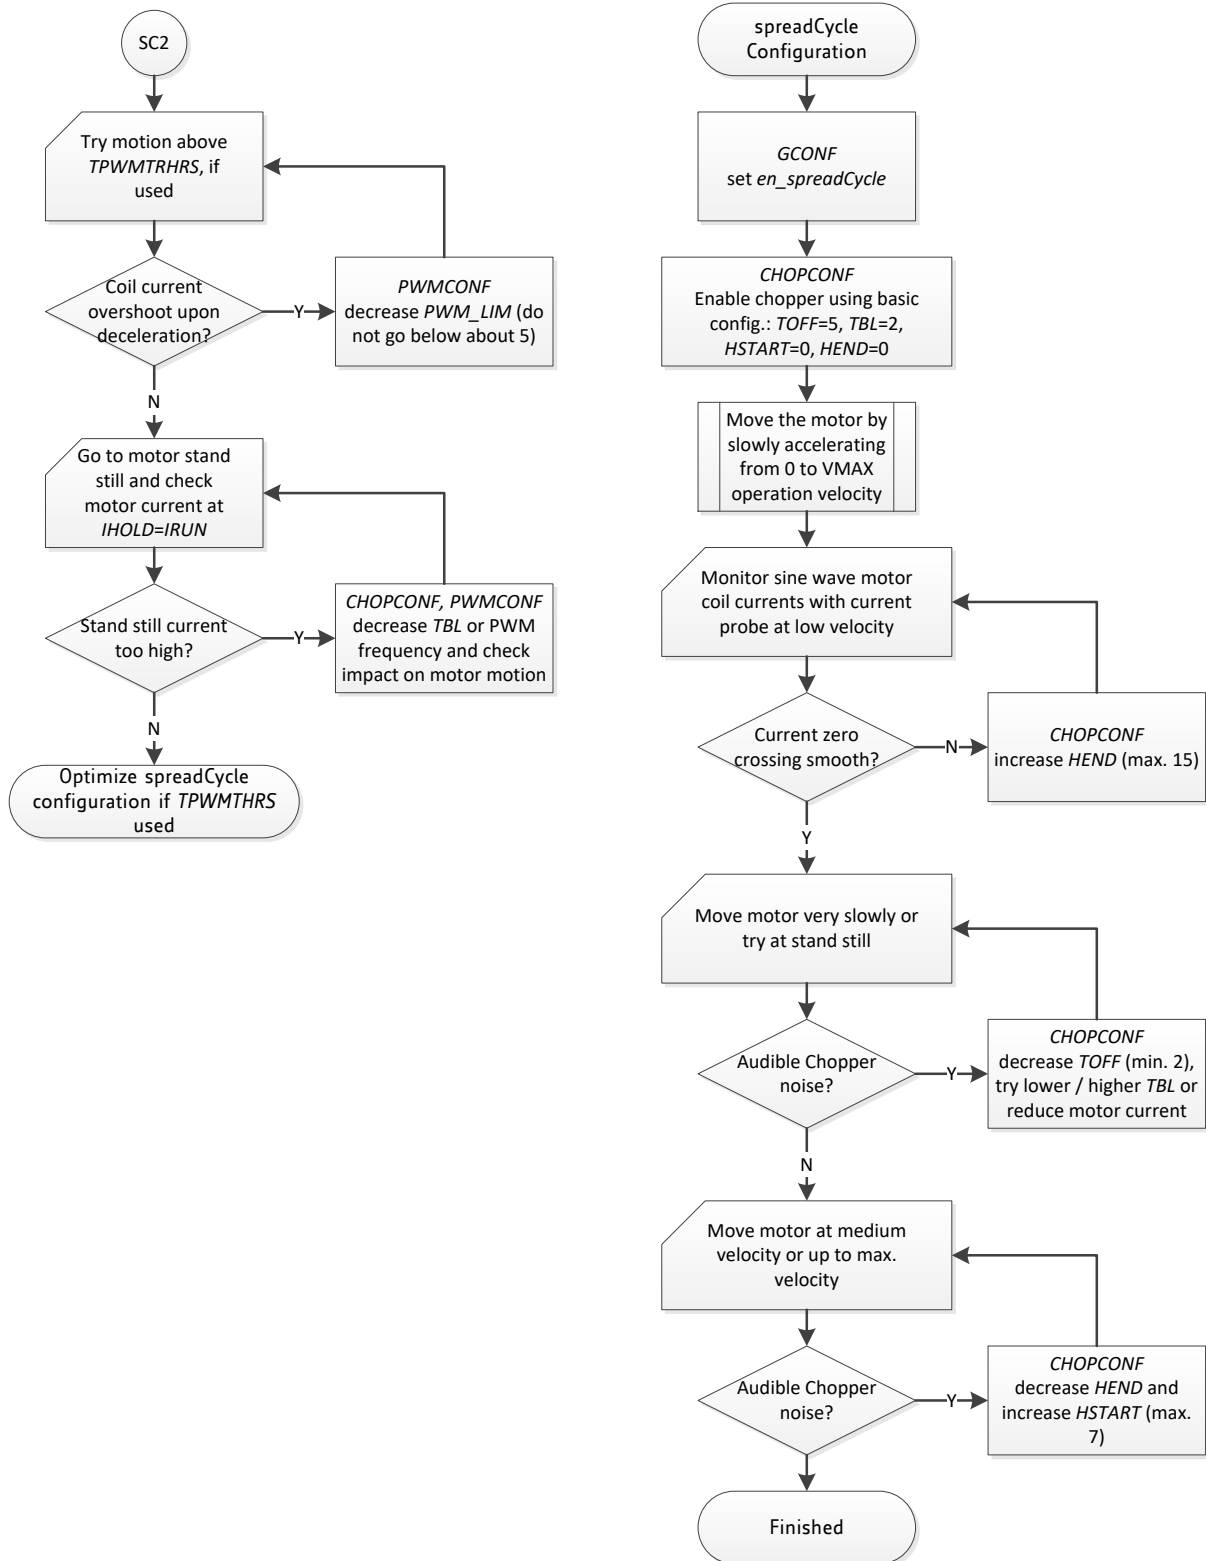 SC2
Try motion above
TPWMTRHRS, if
used
Coil current
overshoot upon
deceleration?
Y
PWMCONF
decrease PWM_LIM (do
not go below about 5)
N
Go to motor stand
still and check
motor current at
IHOLD=IRUN
Stand still current
too high?
Y
CHOPCONF, PWMCONF
decrease TBL or PWM
frequency and check
impact on motor motion
N
Optimize spreadCycle
configuration if TPWMTHRS
used
spreadCycle
Configuration
GCONF
set en_spreadCycle
CHOPCONF
Enable chopper using basic
config.: TOFF=5, TBL=2,
HSTART=0, HEND=0
Move the motor by
slowly accelerating
from 0 to VMAX
operation velocity
Monitor sine wave motor
coil currents with current
probe at low velocity
Current zero
crossing smooth?
N
CHOPCONF
increase HEND (max. 15)
Y
Move motor very slowly or
try at stand still
Audible Chopper
noise?
Y
CHOPCONF
decrease TOFF (min. 2),
try lower / higher TBL or
reduce motor current
N
Move motor at medium
velocity or up to max.
velocity
Audible Chopper
noise?
Y
CHOPCONF
decrease HEND and
increase HSTART (max.
7)
Finished